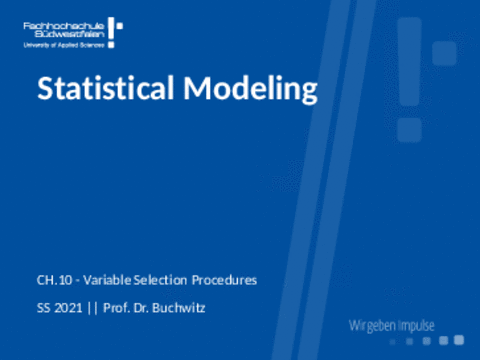 Fachhochschule
Südwestfalen
University of Applied Sciences
Statistical Modeling
CH.10 - Variable Selection Procedures
SS 2021 || Prof. Dr. Buchwitz
Wir geben Impulse